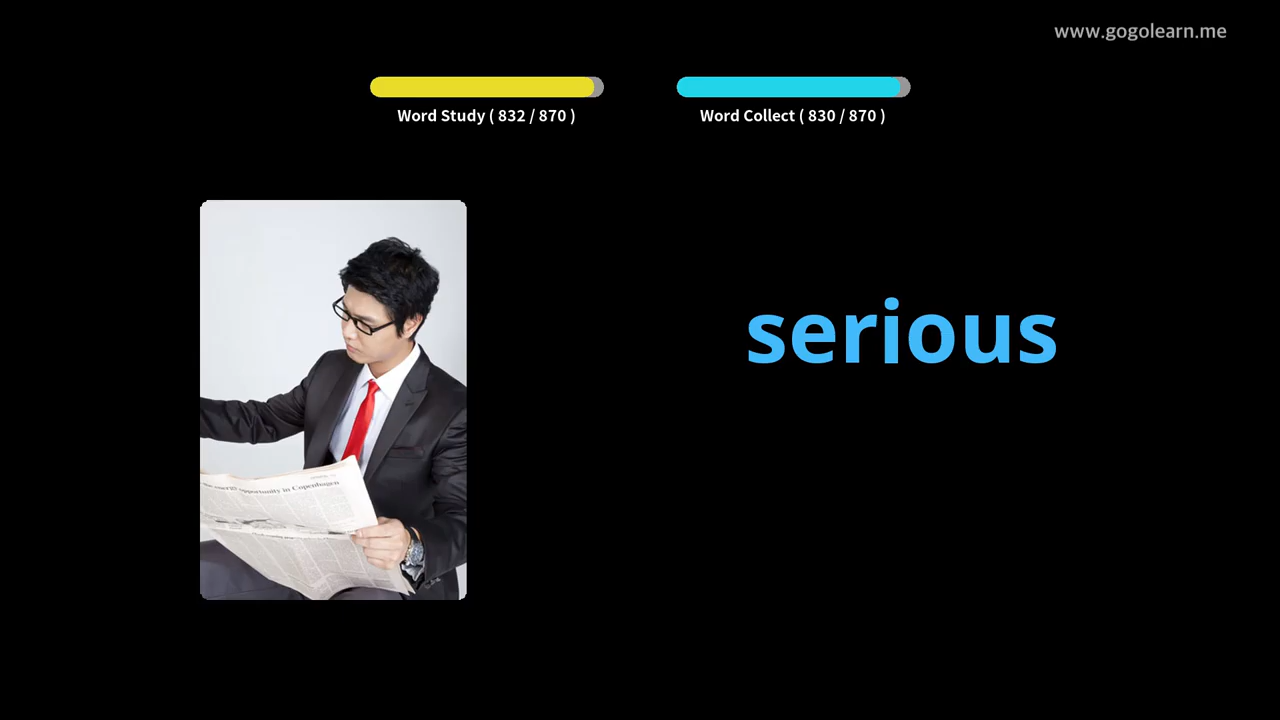 www.gogolearn.me
Word Study ( 832 / 870 )
Word Collect ( 830 / 870 )
serious
opportunity in Copenhagen